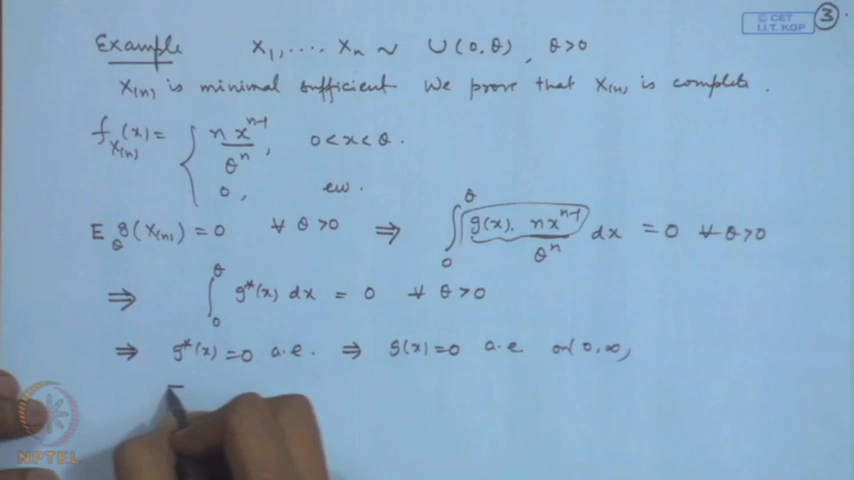 © CET
I.I.T. KGP
3
Example X₁, .... Xₙ ~ U(0, θ), θ>0
X₍ₙ₎ is minimal sufficient We prove that X₍ₙ₎ is complete.
f_{X₍ₙ₎}(x) = { n xⁿ⁻¹ / θⁿ, 0<x<θ.
0, ew.
E_θ g(X₍ₙ₎) = 0 ∀ θ>0 ⇒ ∫₀^θ g(x). n xⁿ⁻¹ / θⁿ dx = 0 ∀ θ>0
⇒ ∫₀^θ g*(x) dx = 0 ∀ θ>0
⇒ g*(x) = 0 a.e. ⇒ g(x) = 0 a.e on (0, ∞,
NPTEL